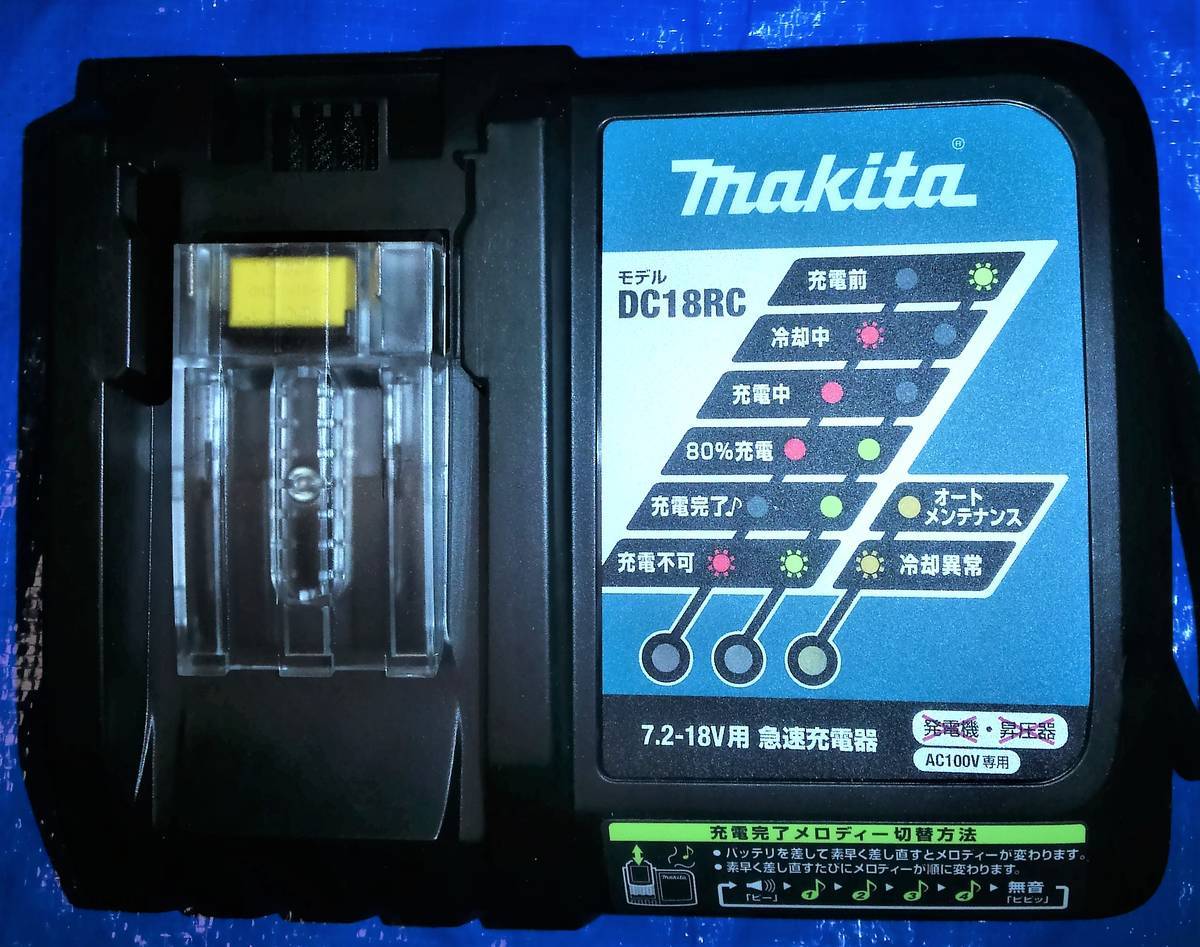 makita®
モデル
DC18RC
充電前
冷却中
充電中
80%充電
充電完了♪
オート
メンテナンス
充電不可
冷却異常
7.2-18V用 急速充電器
発電機・昇圧器
AC100V専用
充電完了メロディー切替方法
●バッテリを差して素早く差し直すとメロディーが変わります。
●素早く差し直すたびにメロディーが順に変わります。
makita
1 2 3 4 無音
「ピー」 「ピピッ」